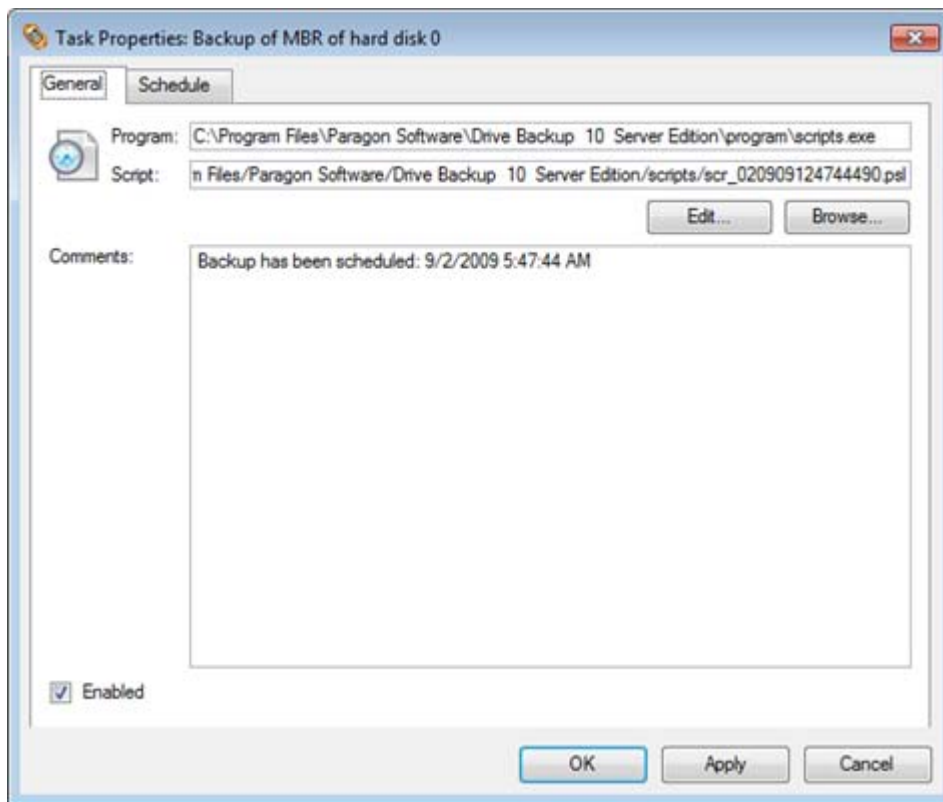 Task Properties: Backup of MBR of hard disk 0
General Schedule
Program: C:\Program Files\Paragon Software\Drive Backup 10 Server Edition\program\scripts.exe
Script: n Files/Paragon Software/Drive Backup 10 Server Edition/scripts/scr_020909124744490.psl
Edit... Browse...
Comments: Backup has been scheduled: 9/2/2009 5:47:44 AM
Enabled
OK Apply Cancel